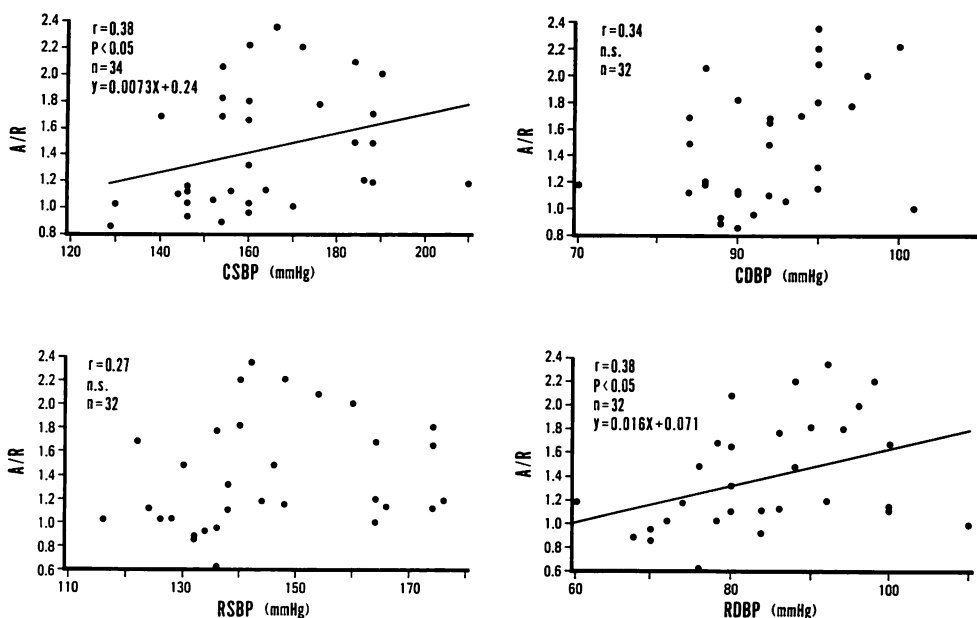 2.4
2.2
2.0
1.8
1.6
1.4
1.2
1.0
0.8
A/R
r=0.38
P<0.05
n=34
y=0.0073X+0.24
120 140 160 180 200
CSBP (mmHg)
2.4
2.2
2.0
1.8
1.6
1.4
1.2
1.0
0.8
A/R
r=0.34
n.s.
n=32
70 90 100
CDBP (mmHg)
2.4
2.2
2.0
1.8
1.6
1.4
1.2
1.0
0.8
0.6
A/R
r=0.27
n.s.
n=32
110 130 150 170
RSBP (mmHg)
2.4
2.2
2.0
1.8
1.6
1.4
1.2
1.0
0.8
0.6
A/R
r=0.38
P<0.05
n=32
y=0.016X+0.071
60 80 100
RDBP (mmHg)